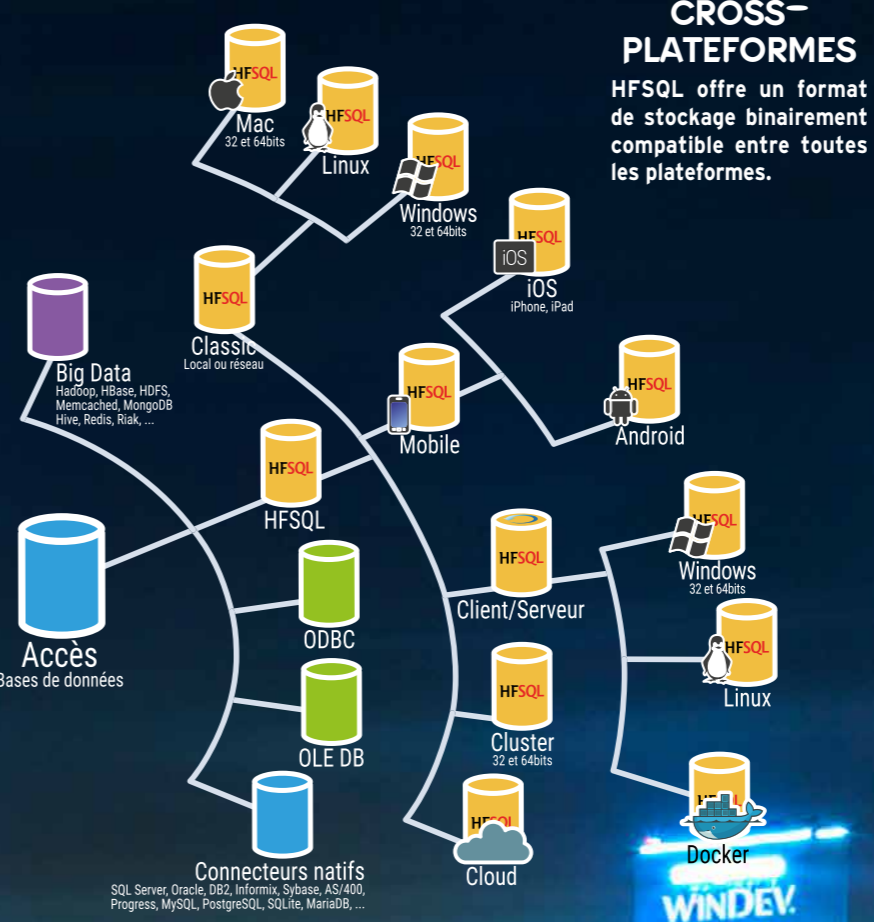 CROSS-
PLATEFORMES
HFSQL offre un format
de stockage binairement
compatible entre toutes
les plateformes.
HFSQL
Mac
32 et 64bits
HFSQL
Linux
HFSQL
Windows
32 et 64bits
HFSQL
iOS
iOS
iPhone, iPad
HFSQL
Classic
Local ou réseau
Big Data
Hadoop, HBase, HDFS,
Memcached, MongoDB
Hive, Redis, Riak, ...
HFSQL
Mobile
HFSQL
Android
HFSQL
HFSQL
HFSQL
Client/Serveur
HFSQL
Windows
32 et 64bits
Accès
Bases de données
ODBC
HFSQL
Linux
OLE DB
HFSQL
Cluster
32 et 64bits
HFSQL
Cloud
HFSQL
Docker
Connecteurs natifs
SQL Server, Oracle, DB2, Informix, Sybase, AS/400,
Progress, MySQL, PostgreSQL, SQLite, MariaDB, ...
WINDEV.